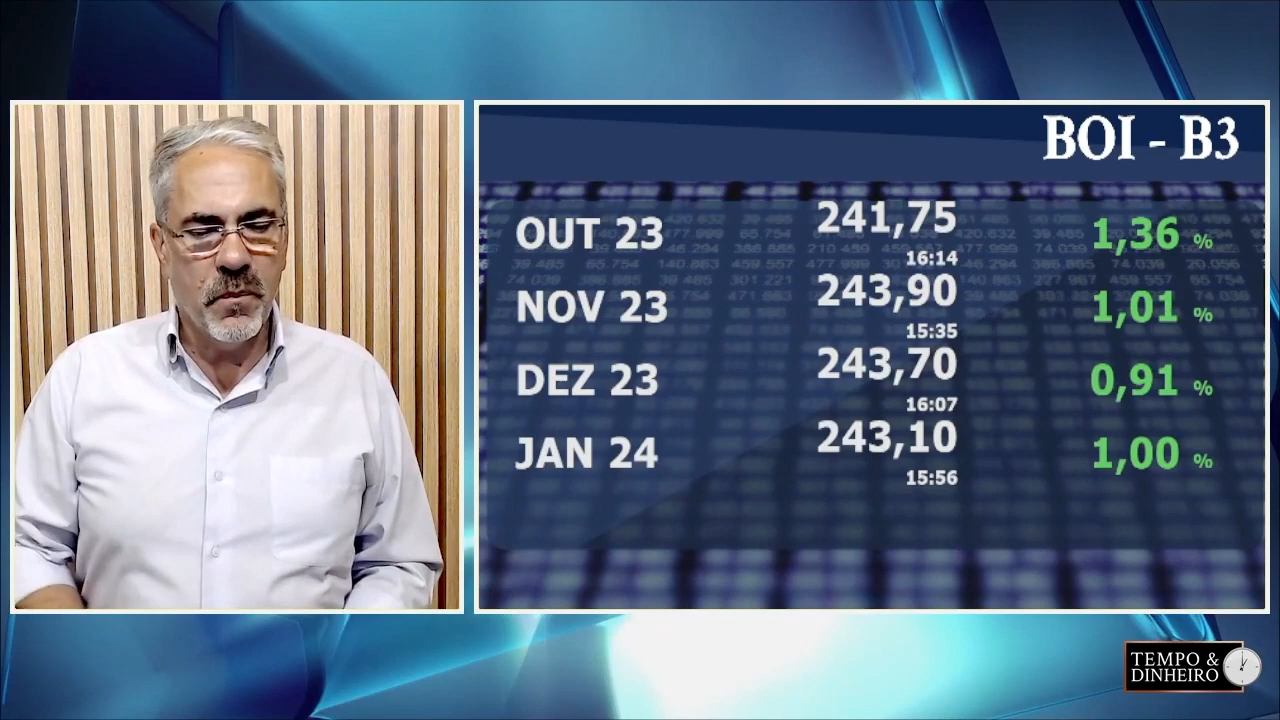 BOI - B3
OUT 23 241,75 1,36 %
16:14
NOV 23 243,90 1,01 %
15:35
DEZ 23 243,70 0,91 %
16:07
JAN 24 243,10 1,00 %
15:56
TEMPO &
DINHEIRO